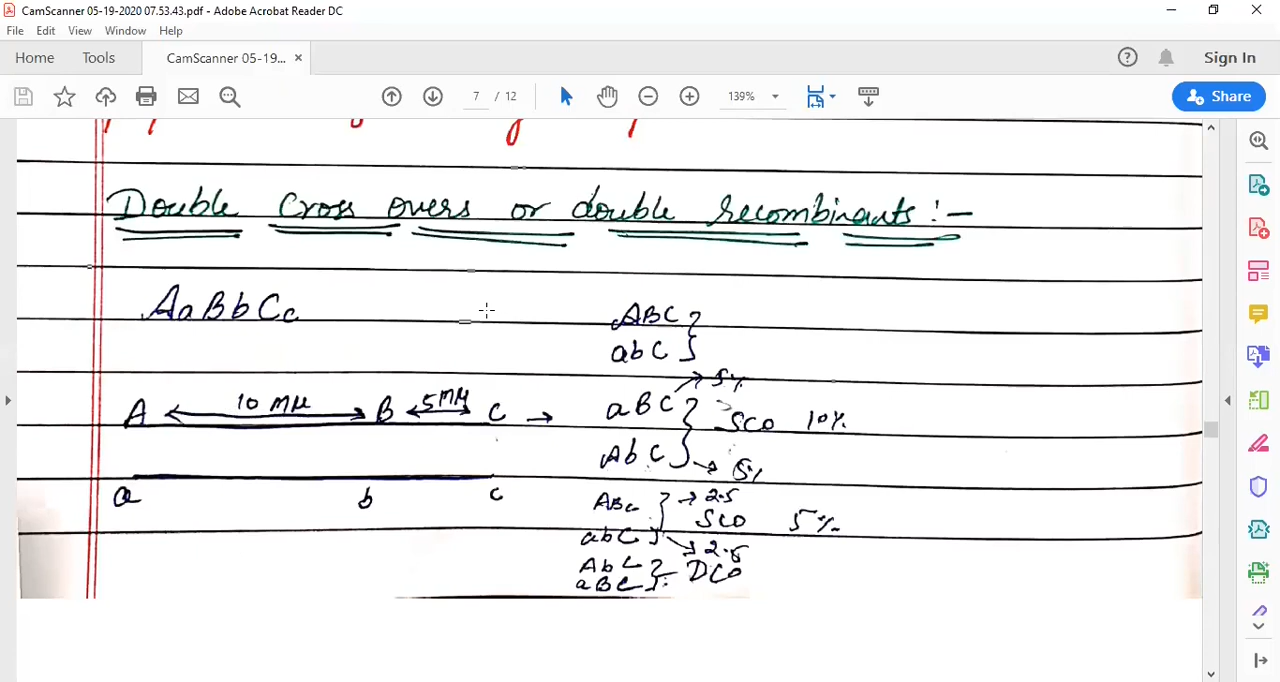 CamScanner 05-19-2020 07.53.43.pdf - Adobe Acrobat Reader DC
File Edit View Window Help
Home Tools CamScanner 05-19... ×
Sign In
7 / 12 139% Share
Double Cross overs or double recombinants :-
AaBbCc
ABC
abC
5%
A 10 MU B 5 MU C → aBC SCO 10%
AbC → 5%
a b c
ABc → 2.5
SCO 5%
abC → 2.5
AbC DCO
aBC